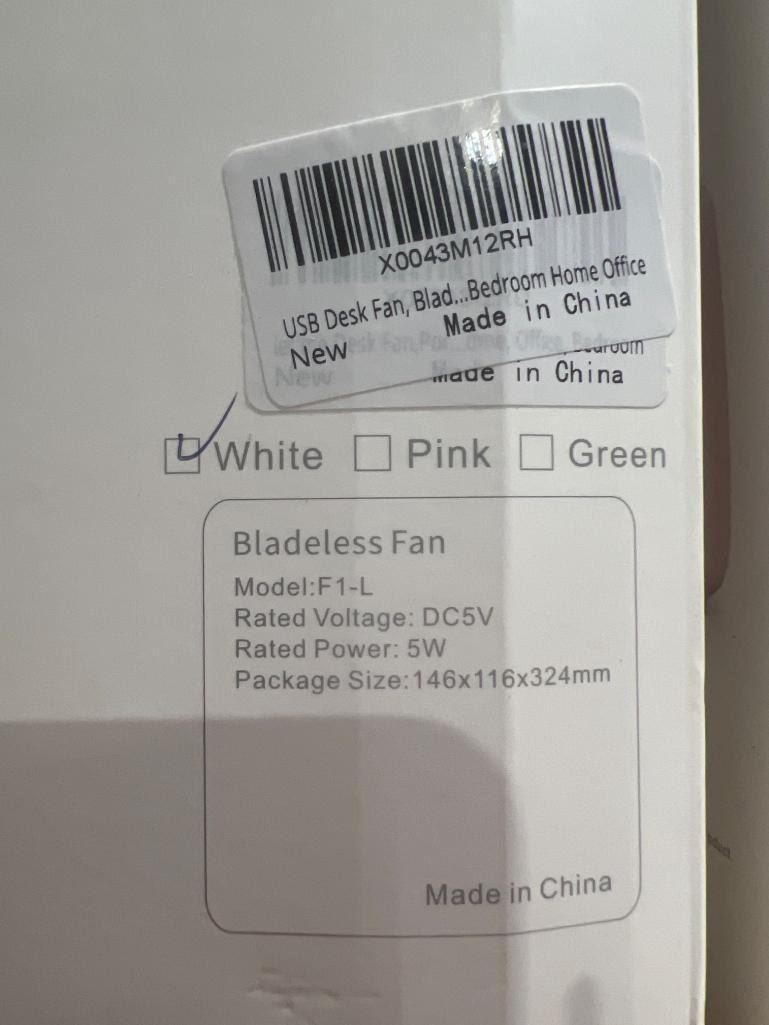 X0043M12RH
USB Desk Fan, Blad...Bedroom Home Office
New
Made in China
Made in China
White
Pink
Green
Bladeless Fan
Model:F1-L
Rated Voltage: DC5V
Rated Power: 5W
Package Size:146x116x324mm
Made in China